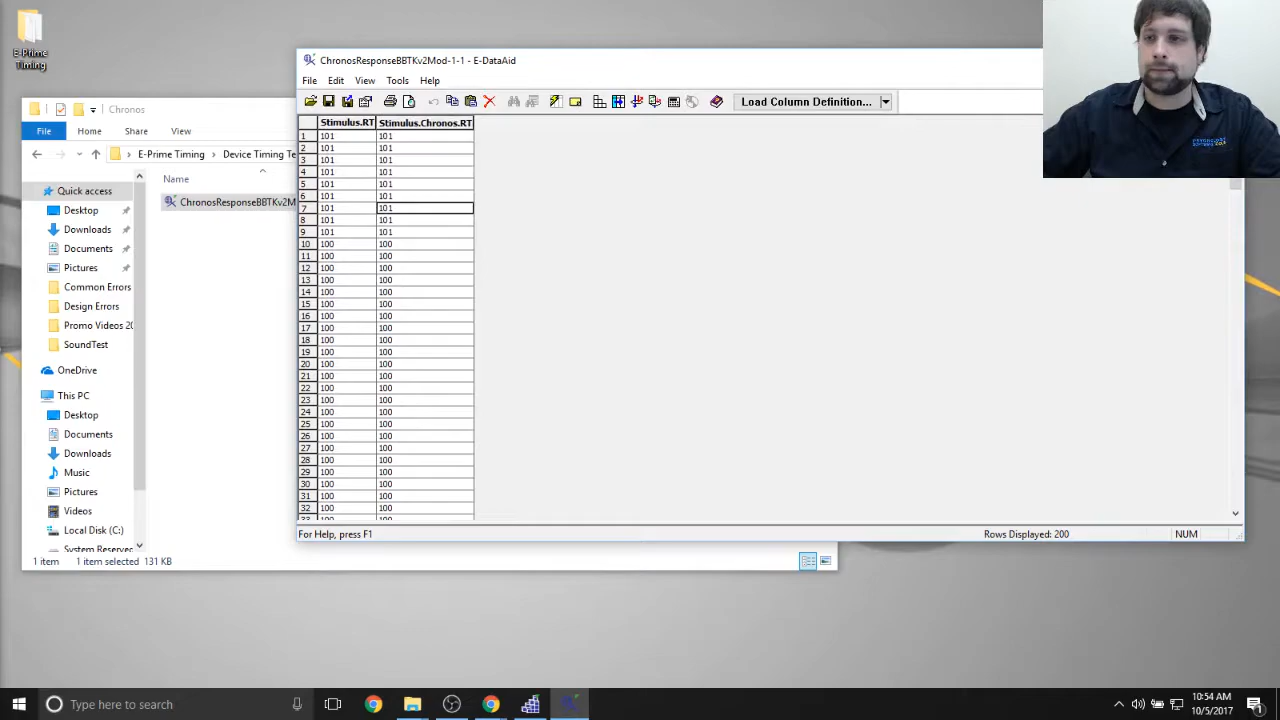 E-Prime
Timing
Chronos
File
Home
Share
View
E-Prime Timing
Device Timing Te
Name
Quick access
Desktop
Downloads
Documents
Pictures
Common Errors
Design Errors
Promo Videos 20
SoundTest
OneDrive
This PC
Desktop
Documents
Downloads
Music
Pictures
Videos
Local Disk (C:)
System Reserved
ChronosResponseBBTKv2M
1 item
1 item selected 131 KB
ChronosResponseBBTKv2Mod-1-1 - E-DataAid
File Edit View Tools Help
Load Column Definition...
Stimulus.RT Stimulus.Chronos.RT
1 101 101
2 101 101
3 101 101
4 101 101
5 101 101
6 101 101
7 101 101
8 101 101
9 101 101
10 100 100
11 100 100
12 100 100
13 100 100
14 100 100
15 100 100
16 100 100
17 100 100
18 100 100
19 100 100
20 100 100
21 100 100
22 100 100
23 100 100
24 100 100
25 100 100
26 100 100
27 100 100
28 100 100
29 100 100
30 100 100
31 100 100
32 100 100
33 100 100
For Help, press F1
Rows Displayed: 200
NUM
Type here to search
10:54 AM
10/5/2017